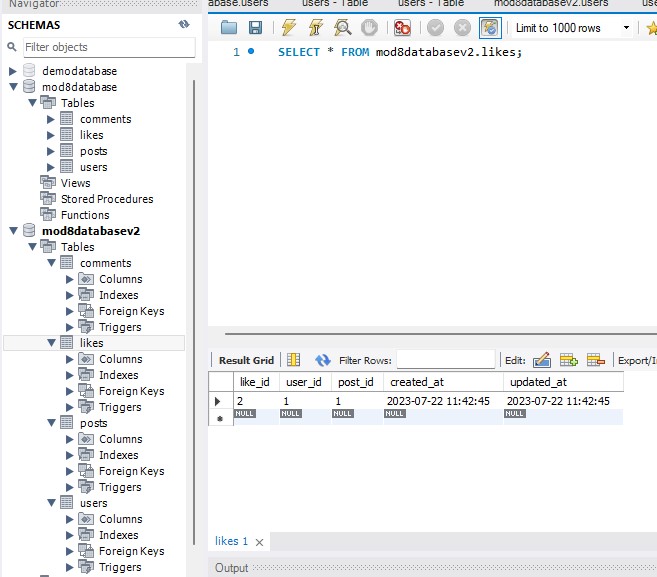 Navigator
SCHEMAS
Filter objects
demodatabase
mod8database
Tables
comments
likes
posts
users
Views
Stored Procedures
Functions
mod8databasev2
Tables
comments
Columns
Indexes
Foreign Keys
Triggers
likes
Columns
Indexes
Foreign Keys
Triggers
posts
Columns
Indexes
Foreign Keys
Triggers
users
Columns
Indexes
Foreign Keys
Triggers
abase.users users - Table users - Table mod8databasev2.users use
Limit to 1000 rows
1 SELECT * FROM mod8databasev2.likes;
Result Grid Filter Rows: Edit: Export/I
like_id user_id post_id created_at updated_at
2 1 1 2023-07-22 11:42:45 2023-07-22 11:42:45
NULL NULL NULL NULL NULL
likes 1
Output